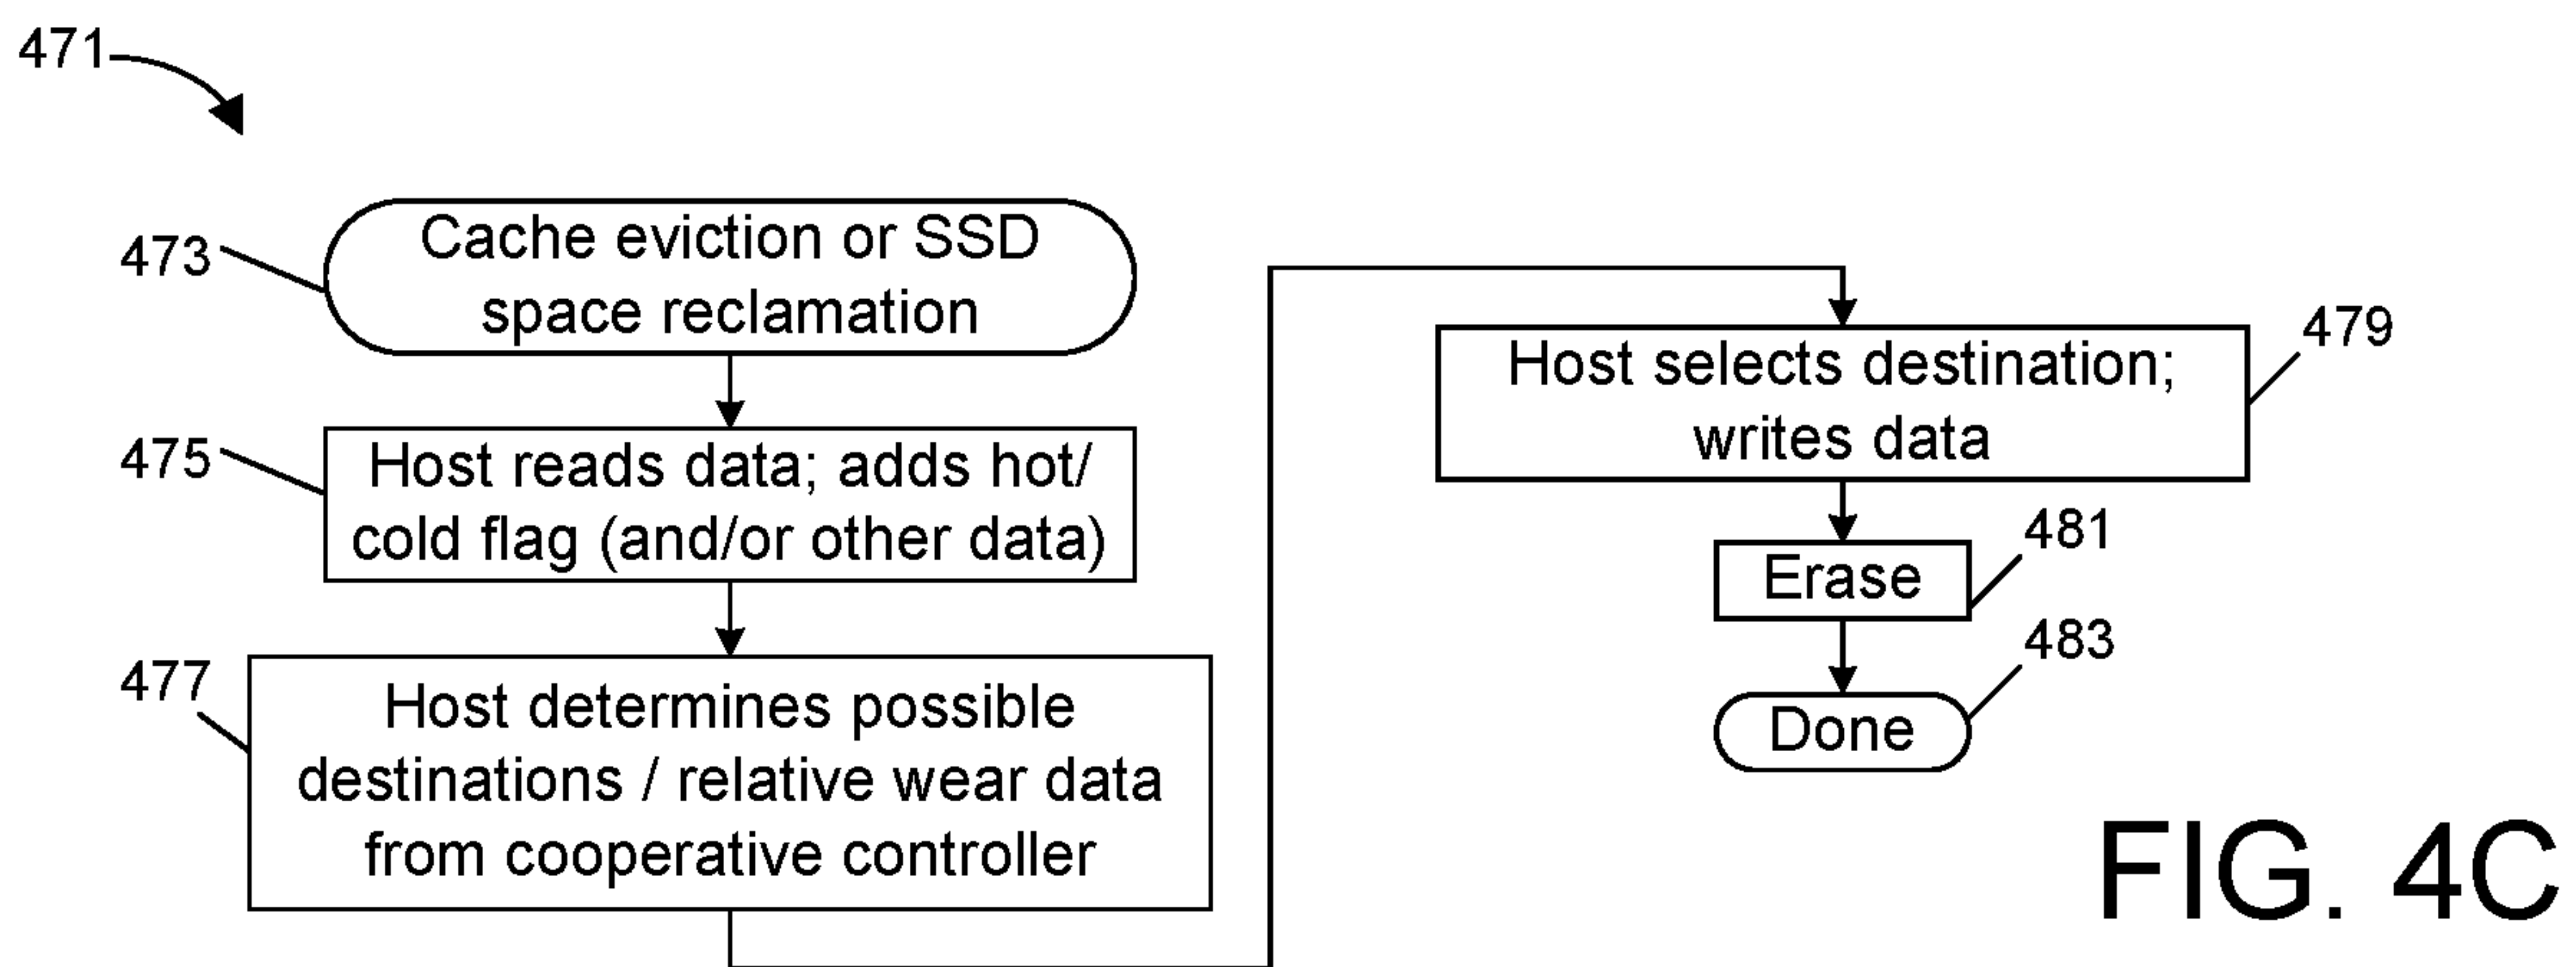 471
473
Cache eviction or SSD
space reclamation
475
Host reads data; adds hot/
cold flag (and/or other data)
477
Host determines possible
destinations / relative wear data
from cooperative controller
479
Host selects destination;
writes data
481
Erase
483
Done
FIG. 4C